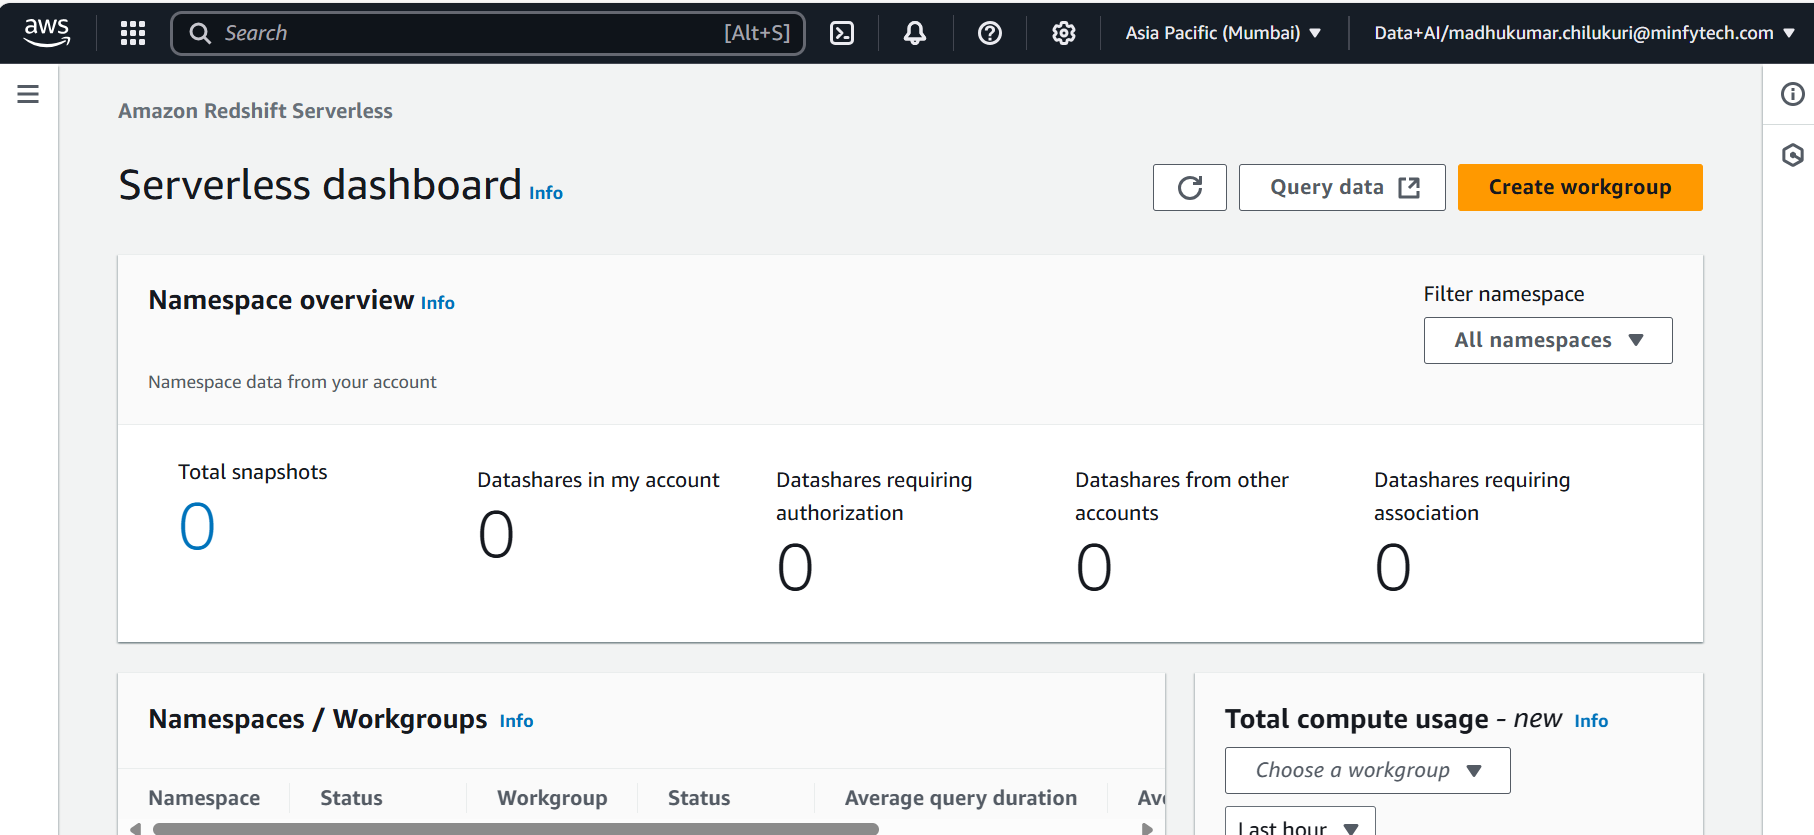 aws
Search [Alt+S]
Asia Pacific (Mumbai)
Data+AI/madhukumar.chilukuri@minfytech.com
Amazon Redshift Serverless
Serverless dashboard Info
Query data
Create workgroup
Namespace overview Info
Filter namespace
All namespaces
Namespace data from your account
Total snapshots
0
Datashares in my account
0
Datashares requiring
authorization
0
Datashares from other
accounts
0
Datashares requiring
association
0
Namespaces / Workgroups Info
Namespace Status Workgroup Status Average query duration
Total compute usage - new Info
Choose a workgroup
Last hour